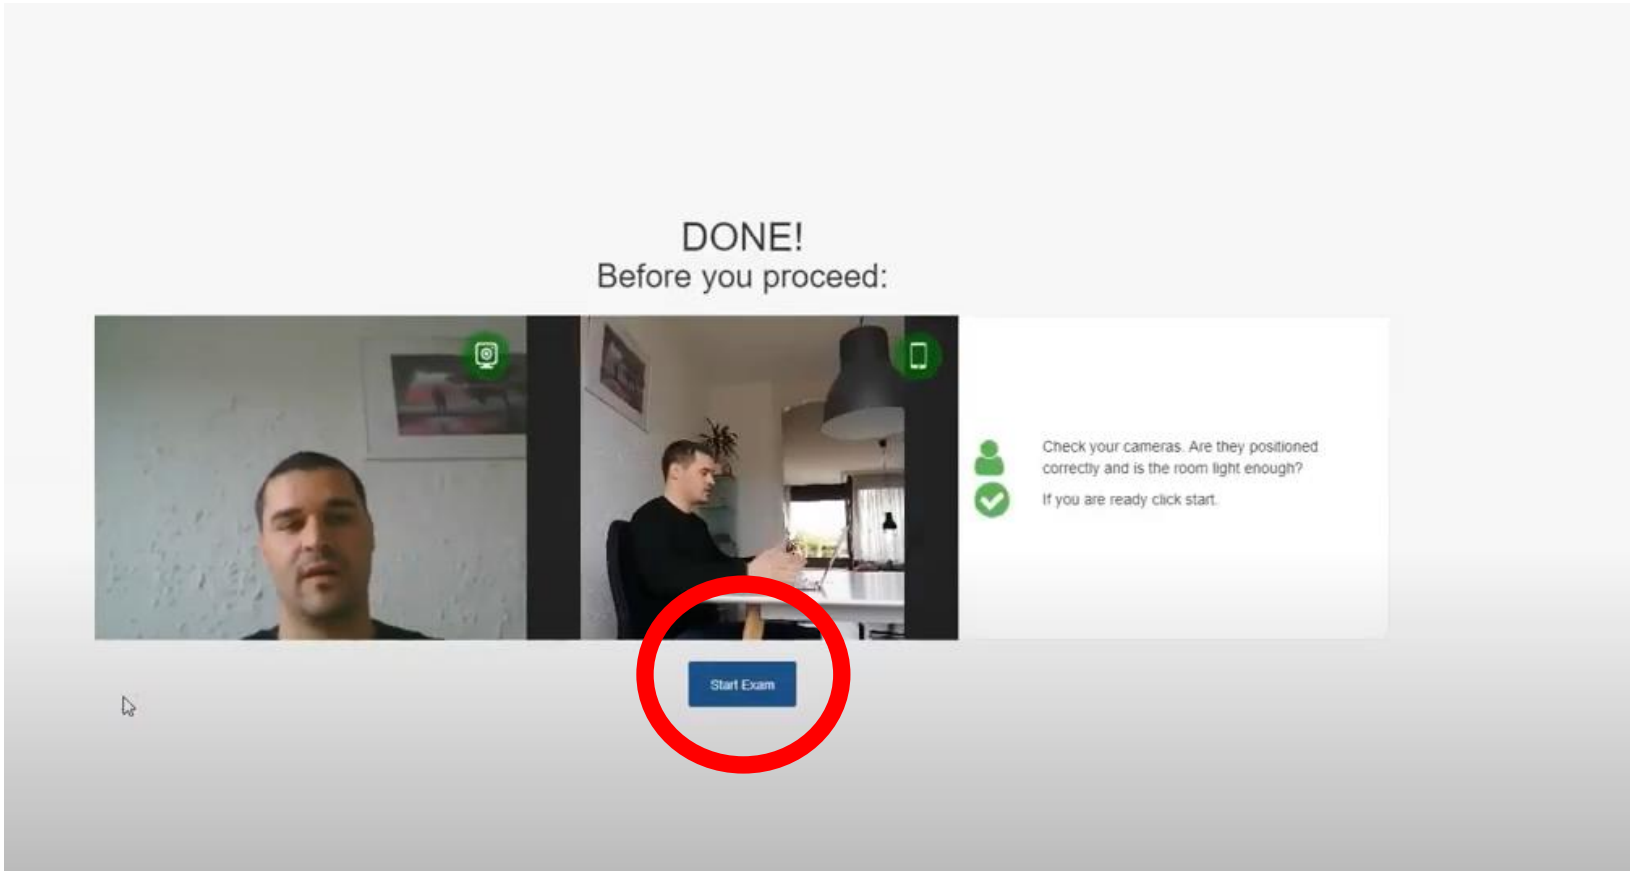 DONE!
Before you proceed:
Check your cameras. Are they positioned
correctly and is the room light enough?
If you are ready click start.
Start Exam